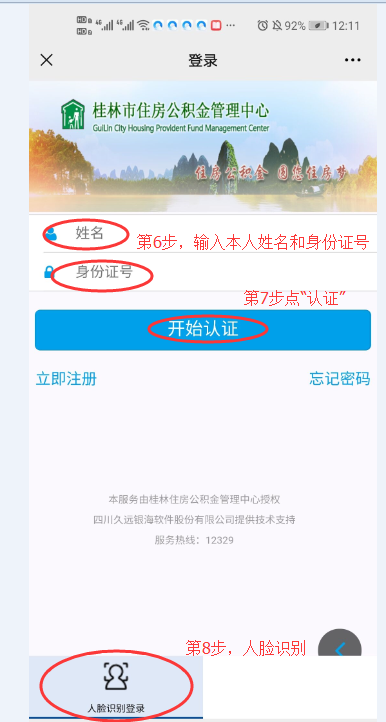 HD 4G 4G 92% 12:11
登录
桂林市住房公积金管理中心
GuiLin City Housing Provident Fund Management Center
住房公积金 圆您住房梦
姓名
第6步，输入本人姓名和身份证号
身份证号
第7步点“认证”
开始认证
立即注册 忘记密码
本服务由桂林住房公积金管理中心授权
四川久远银海软件股份有限公司提供技术支持
服务热线：12329
第8步，人脸识别
人脸识别登录